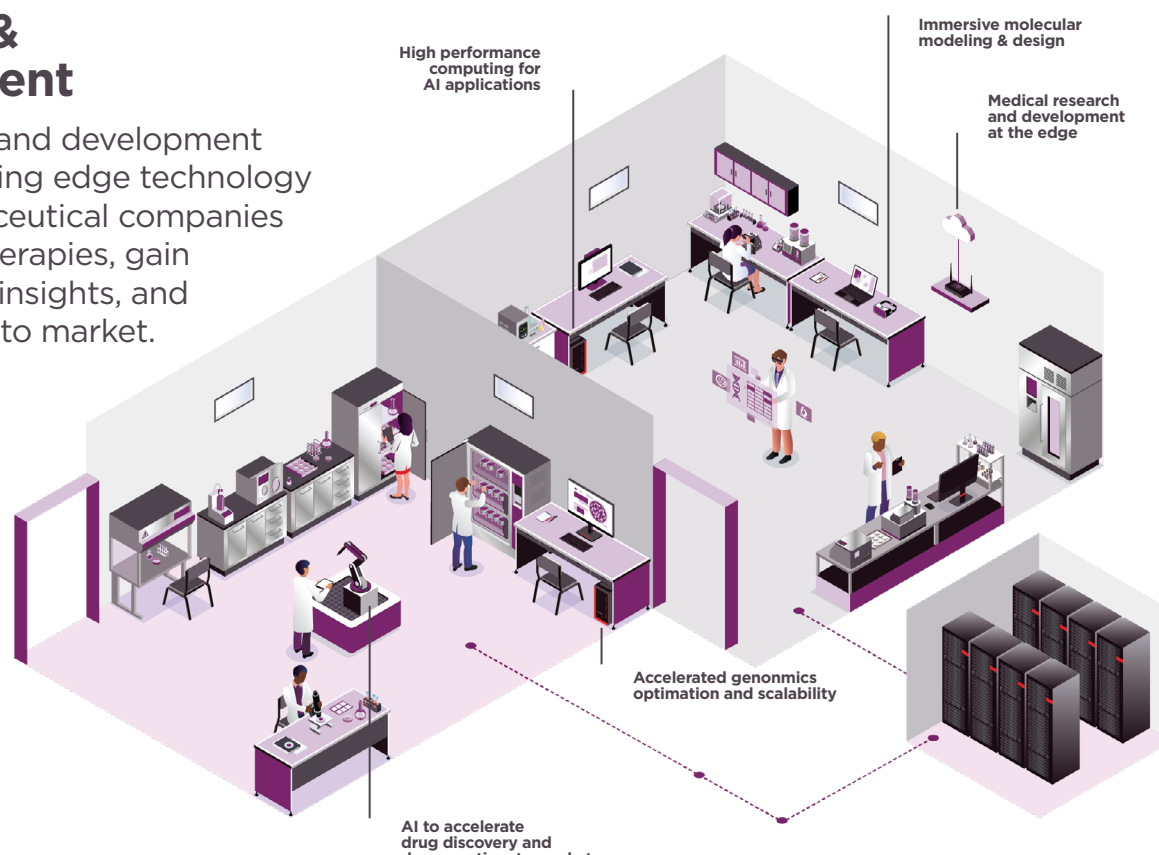 &
ent
and development
ing edge technology
ceutical companies
erapies, gain
insights, and
to market.
High performance
computing for
AI applications
Immersive molecular
modeling & design
Medical research
and development
at the edge
Accelerated genonmics
optimation and scalability
AI to accelerate
drug discovery and